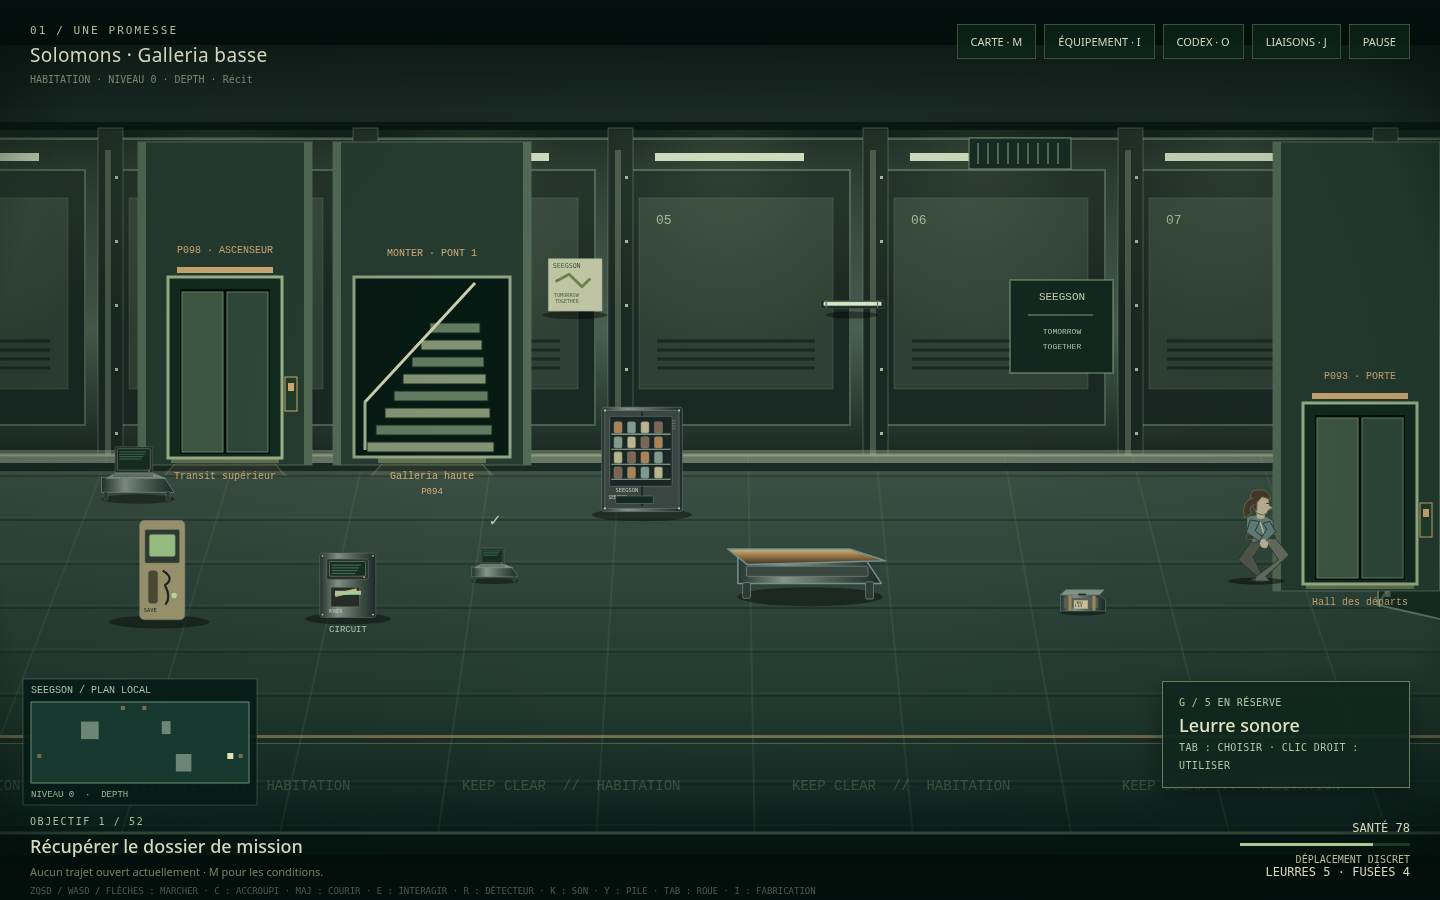 01 / UNE PROMESSE
Solomons · Galleria basse
HABITATION · NIVEAU 0 · DEPTH · Récit
CARTE · M
ÉQUIPEMENT · I
CODEX · O
LIAISONS · J
PAUSE
05
06
07
P098 · ASCENSEUR
MONTER · PONT 1
SEEGSON
TOMORROW
TOGETHER
SEEGSON
TOMORROW
TOGETHER
P093 · PORTE
Transit supérieur
Galleria haute
P094
✓
SEEGSON
SAVE
POWER
CIRCUIT
Hall des départs
SEEGSON / PLAN LOCAL
NIVEAU 0 · DEPTH
HABITATION
KEEP CLEAR // HABITATION
KEEP CLEAR // HABITATION
KEEP
G / 5 EN RÉSERVE
Leurre sonore
TAB : CHOISIR · CLIC DROIT :
UTILISER
OBJECTIF 1 / 52
Récupérer le dossier de mission
Aucun trajet ouvert actuellement · M pour les conditions.
ZQSD / WASD / FLÈCHES : MARCHER · C : ACCROUPI · MAJ : COURIR · E : INTERAGIR · R : DÉTECTEUR · K : SON · Y : PILE · TAB : ROUE · I : FABRICATION
SANTÉ 78
DÉPLACEMENT DISCRET
LEURRES 5 · FUSÉES 4